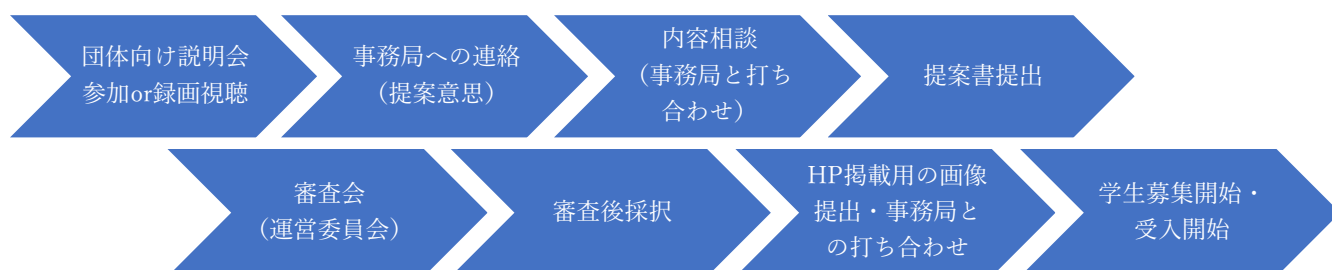 団体向け説明会
参加or録画視聴
事務局への連絡
（提案意思）
内容相談
（事務局と打ち
合わせ）
提案書提出
審査会
（運営委員会）
審査後採択
HP掲載用の画像
提出・事務局と
の打ち合わせ
学生募集開始・
受入開始